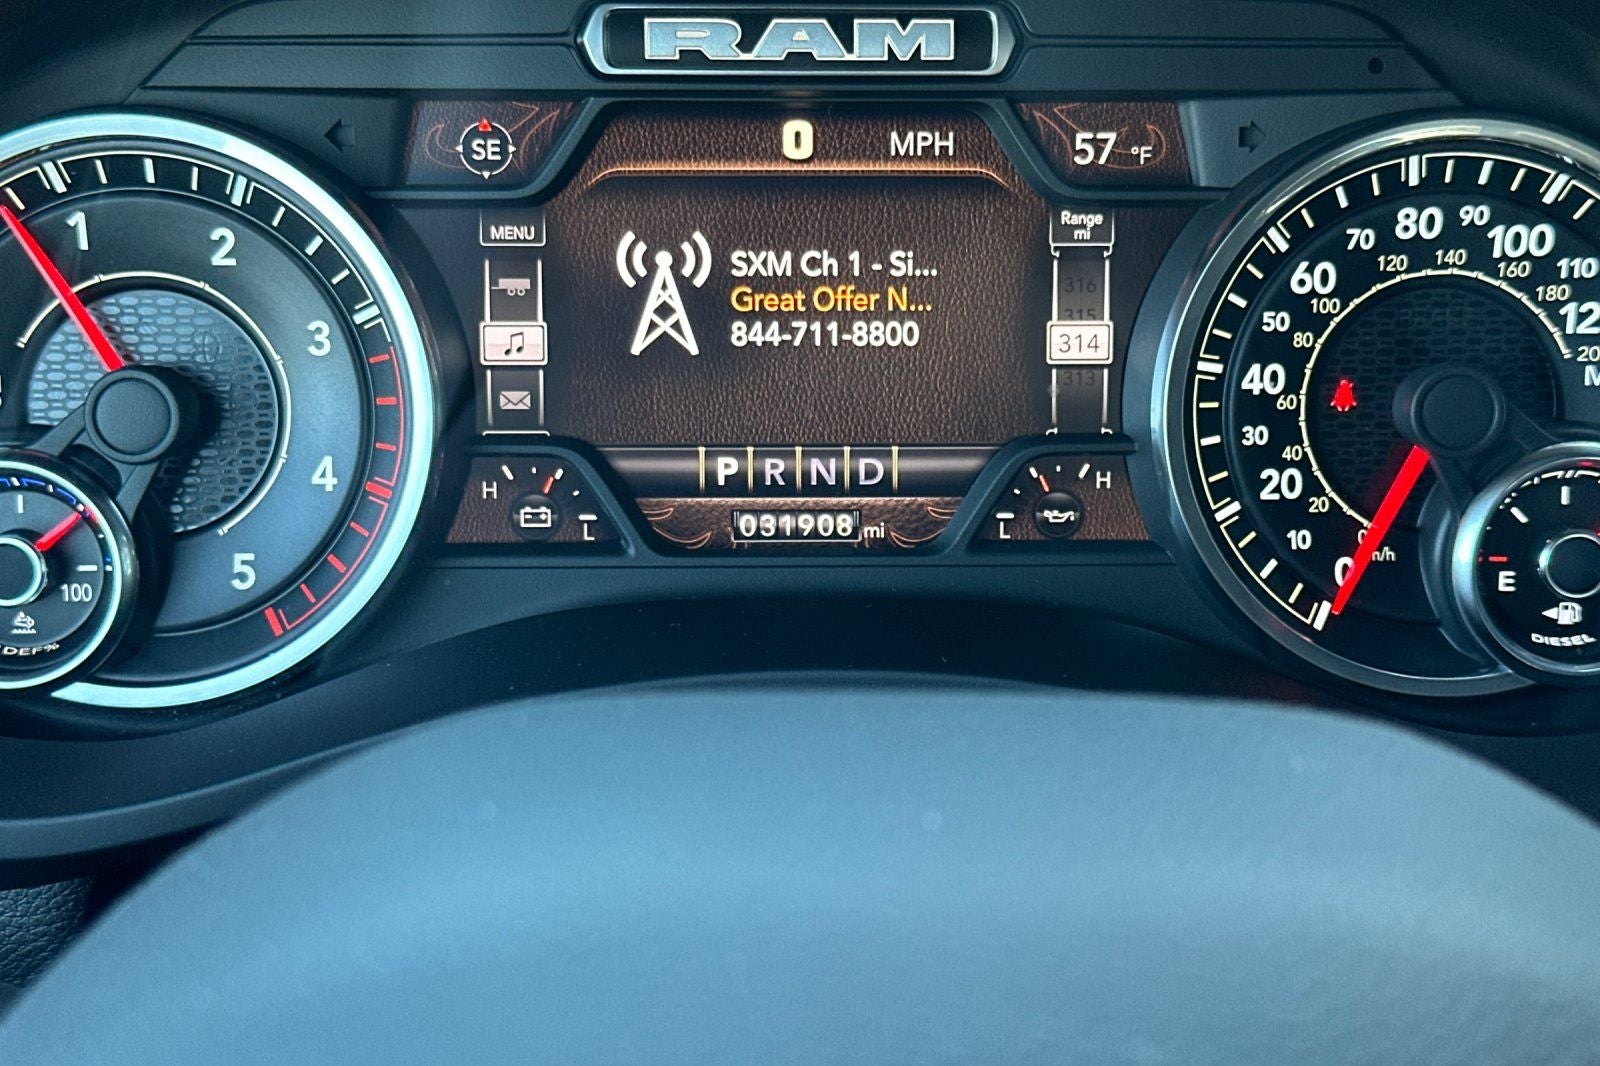 RAM
SE
0 MPH
57 °F
MENU
SXM Ch 1 - Si...
Great Offer N...
844-711-8800
Range
mi
316
315
314
313
P R N D
H
L
L
H
031908 mi
1
2
3
4
5
100
DEF%
0
10
20
30
40
50
60
70
80
90
100
110
20
40
60
80
100
120
140
160
180
E
DIESEL